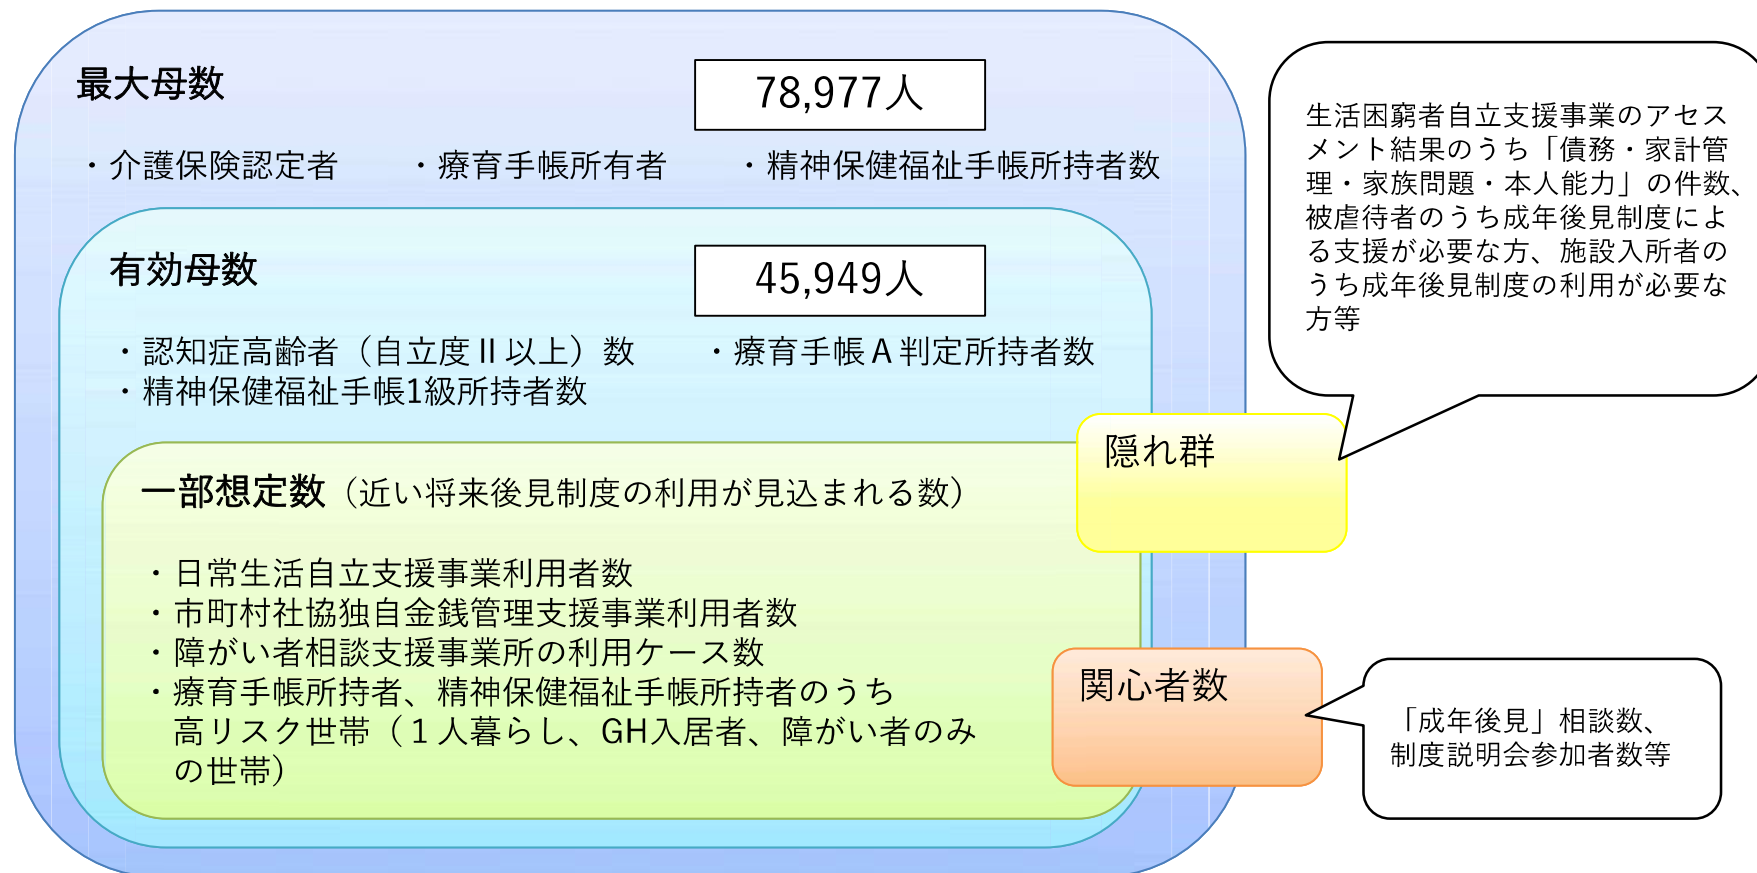 最大母数
78,977人
・介護保険認定者　・療育手帳所有者　・精神保健福祉手帳所持者数
有効母数
45,949人
・認知症高齢者（自立度Ⅱ以上）数　・療育手帳Ａ判定所持者数
・精神保健福祉手帳1級所持者数
一部想定数（近い将来後見制度の利用が見込まれる数）
・日常生活自立支援事業利用者数
・市町村社協独自金銭管理支援事業利用者数
・障がい者相談支援事業所の利用ケース数
・療育手帳所持者、精神保健福祉手帳所持者のうち
高リスク世帯（１人暮らし、GH入居者、障がい者のみ
の世帯）
隠れ群
関心者数
生活困窮者自立支援事業のアセス
メント結果のうち「債務・家計管
理・家族問題・本人能力」の件数、
被虐待者のうち成年後見制度によ
る支援が必要な方、施設入所者の
うち成年後見制度の利用が必要な
方等
「成年後見」相談数、
制度説明会参加者数等